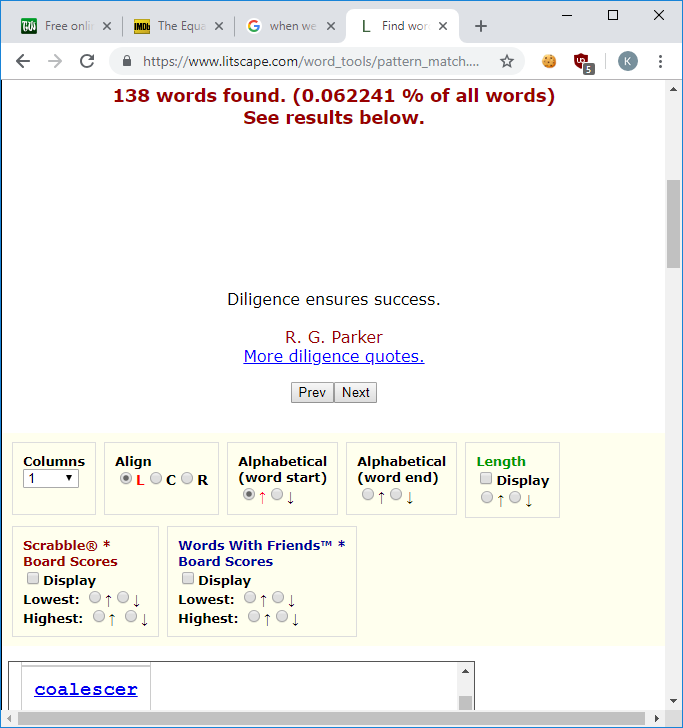 Free onlin
IMDb The Equa
when we
Find wor
https://www.litscape.com/word_tools/pattern_match....
5
K
138 words found. (0.062241 % of all words)
See results below.
Diligence ensures success.
R. G. Parker
More diligence quotes.
Prev Next
Columns
1
Align
L C R
Alphabetical
(word start)
↑ ↓
Alphabetical
(word end)
↑ ↓
Length
Display
↑ ↓
Scrabble® *
Board Scores
Display
Lowest: ↑ ↓
Highest: ↑ ↓
Words With Friends™ *
Board Scores
Display
Lowest: ↑ ↓
Highest: ↑ ↓
coalescer